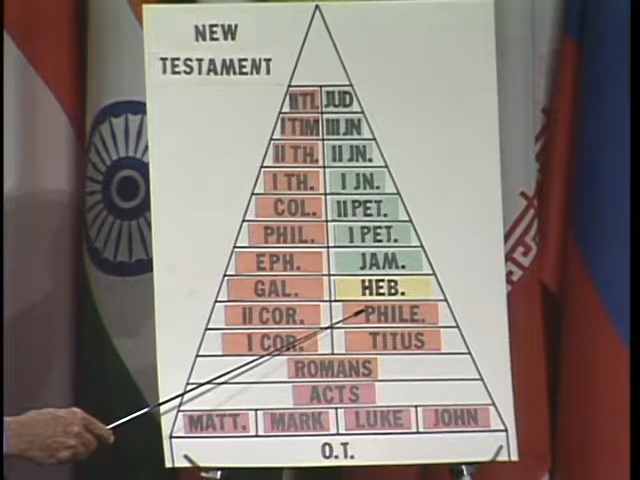 NEW
TESTAMENT
II TI. JUD
I TIM III JN
II TH. II JN.
I TH. I JN.
COL. II PET.
PHIL. I PET.
EPH. JAM.
GAL. HEB.
II COR. PHILE.
I COR. TITUS
ROMANS
ACTS
MATT. MARK LUKE JOHN
O.T.